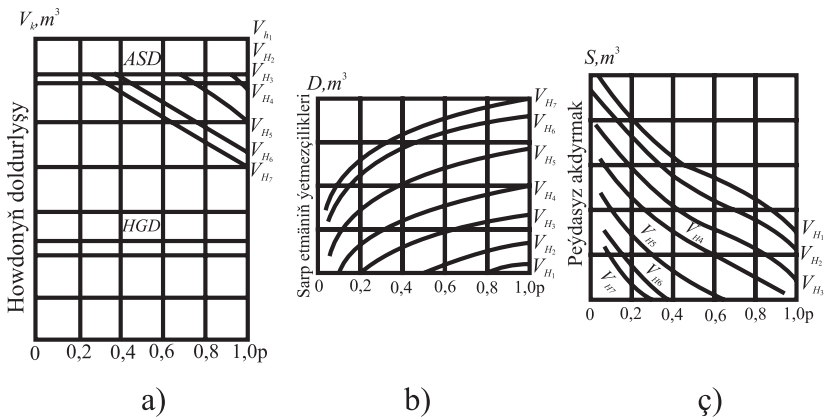 V_k,m³
Howdonyň doldurlyşy
ASD
HGD
V_h₁
V_H₂
V_H₃
V_H₄
V_H₅
V_H₆
V_H₇
0 0,2 0,4 0,6 0,8 1,0p
a)
D,m³
Sarp etmäniň ýetmezçilikleri
V_H₇
V_H₆
V_H₅
V_H₄
V_H₃
V_H₂
V_H₁
0 0,2 0,4 0,6 0,8 1,0p
b)
S,m³
Peýdasyz akdyrmak
V_H5
V_H4
V_H6
V_H7
V_H₁
V_H₂
V_H₃
0 0,2 0,4 0,6 0,8 1,0p
ç)